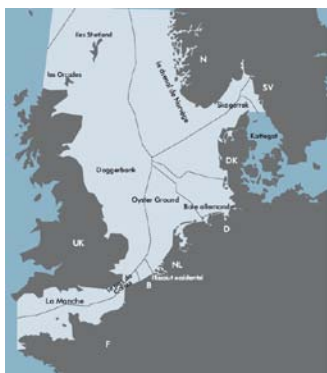 Iles Shetland
N
Iles Orcades
Le chenal de Norvège
SV
Skagerrak
Kattegat
DK
Doggerbank
Oyster Ground
Baie allemande
D
UK
NL
Escaut occidental
B
La Manche
F